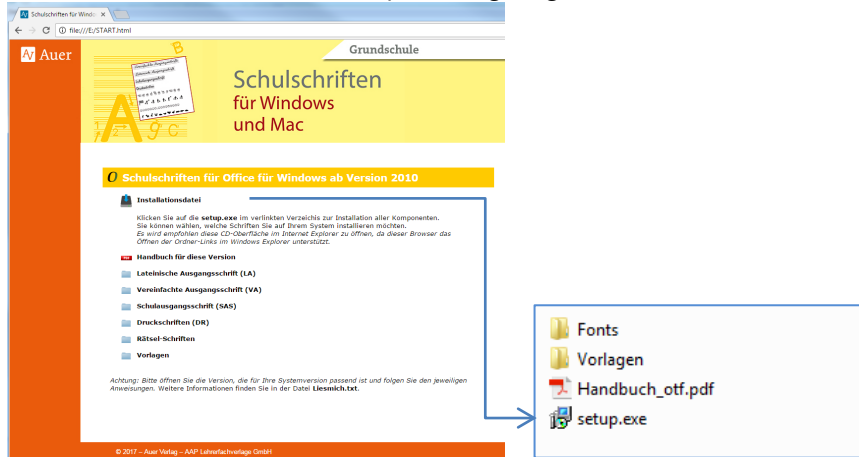 Schulschriften für Windo
file:///E:/START.html
Auer
Grundschule
Schulschriften
für Windows
und Mac
Schulschriften für Office für Windows ab Version 2010
Installationsdatei
Klicken Sie auf die setup.exe im verlinkten Verzeichis zur Installation aller Komponenten.
Sie können wählen, welche Schriften Sie auf Ihrem System installieren möchten.
Es wird empfohlen diese CD-Oberfläche im Internet Explorer zu öffnen, da dieser Browser das
Öffnen der Ordner-Links im Windows Explorer unterstützt.
Handbuch für diese Version
Lateinische Ausgangsschrift (LA)
Vereinfachte Ausgangsschrift (VA)
Schulausgangsschrift (SAS)
Druckschriften (DR)
Rätsel-Schriften
Vorlagen
Achtung: Bitte öffnen Sie die Version, die für Ihre Systemversion passend ist und folgen Sie den jeweiligen
Anweisungen. Weitere Informationen finden Sie in der Datei Liesmich.txt.
© 2017 – Auer Verlag – AAP Lehrerfachverlage GmbH
Fonts
Vorlagen
Handbuch_otf.pdf
setup.exe